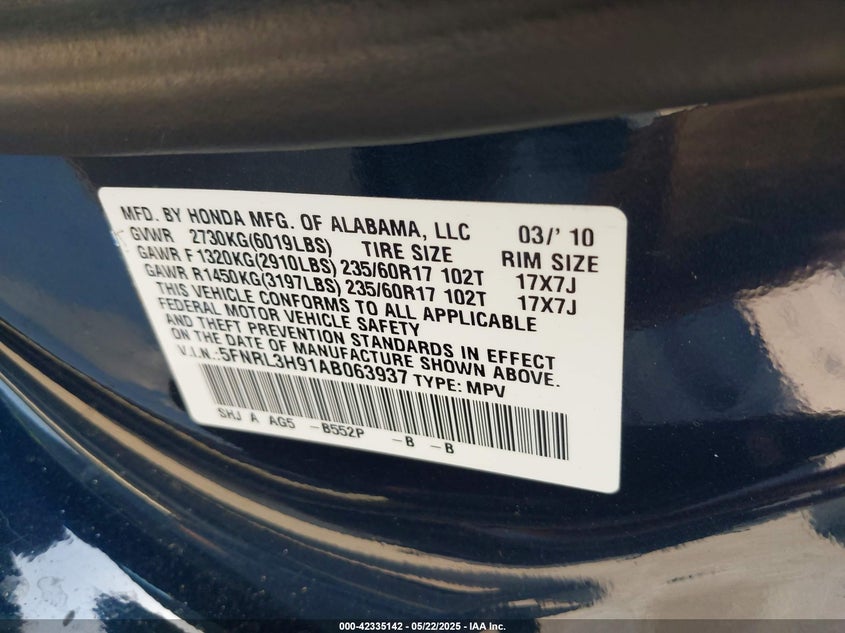 MFD. BY HONDA MFG. OF ALABAMA, LLC 03/' 10
GVWR 2730KG(6019LBS) TIRE SIZE RIM SIZE
GAWR F 1320KG(2910LBS) 235/60R17 102T 17X7J
GAWR R1450KG(3197LBS) 235/60R17 102T 17X7J
THIS VEHICLE CONFORMS TO ALL APPLICABLE
FEDERAL MOTOR VEHICLE SAFETY
AND THEFT PREVENTION STANDARDS IN EFFECT
ON THE DATE OF MANUFACTURE SHOWN ABOVE.
V.I.N.:5FNRL3H91AB063937 TYPE: MPV
SHJ A AG5 -B552P -B -B
000-42335142 - 05/22/2025 - IAA Inc.